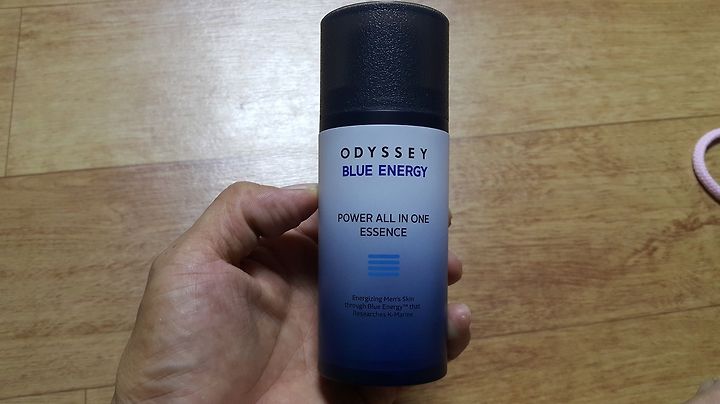 ODYSSEY
BLUE ENERGY
POWER ALL IN ONE
ESSENCE
Energizing Men's Skin
through Blue Energy™ that
Researches K-Marine